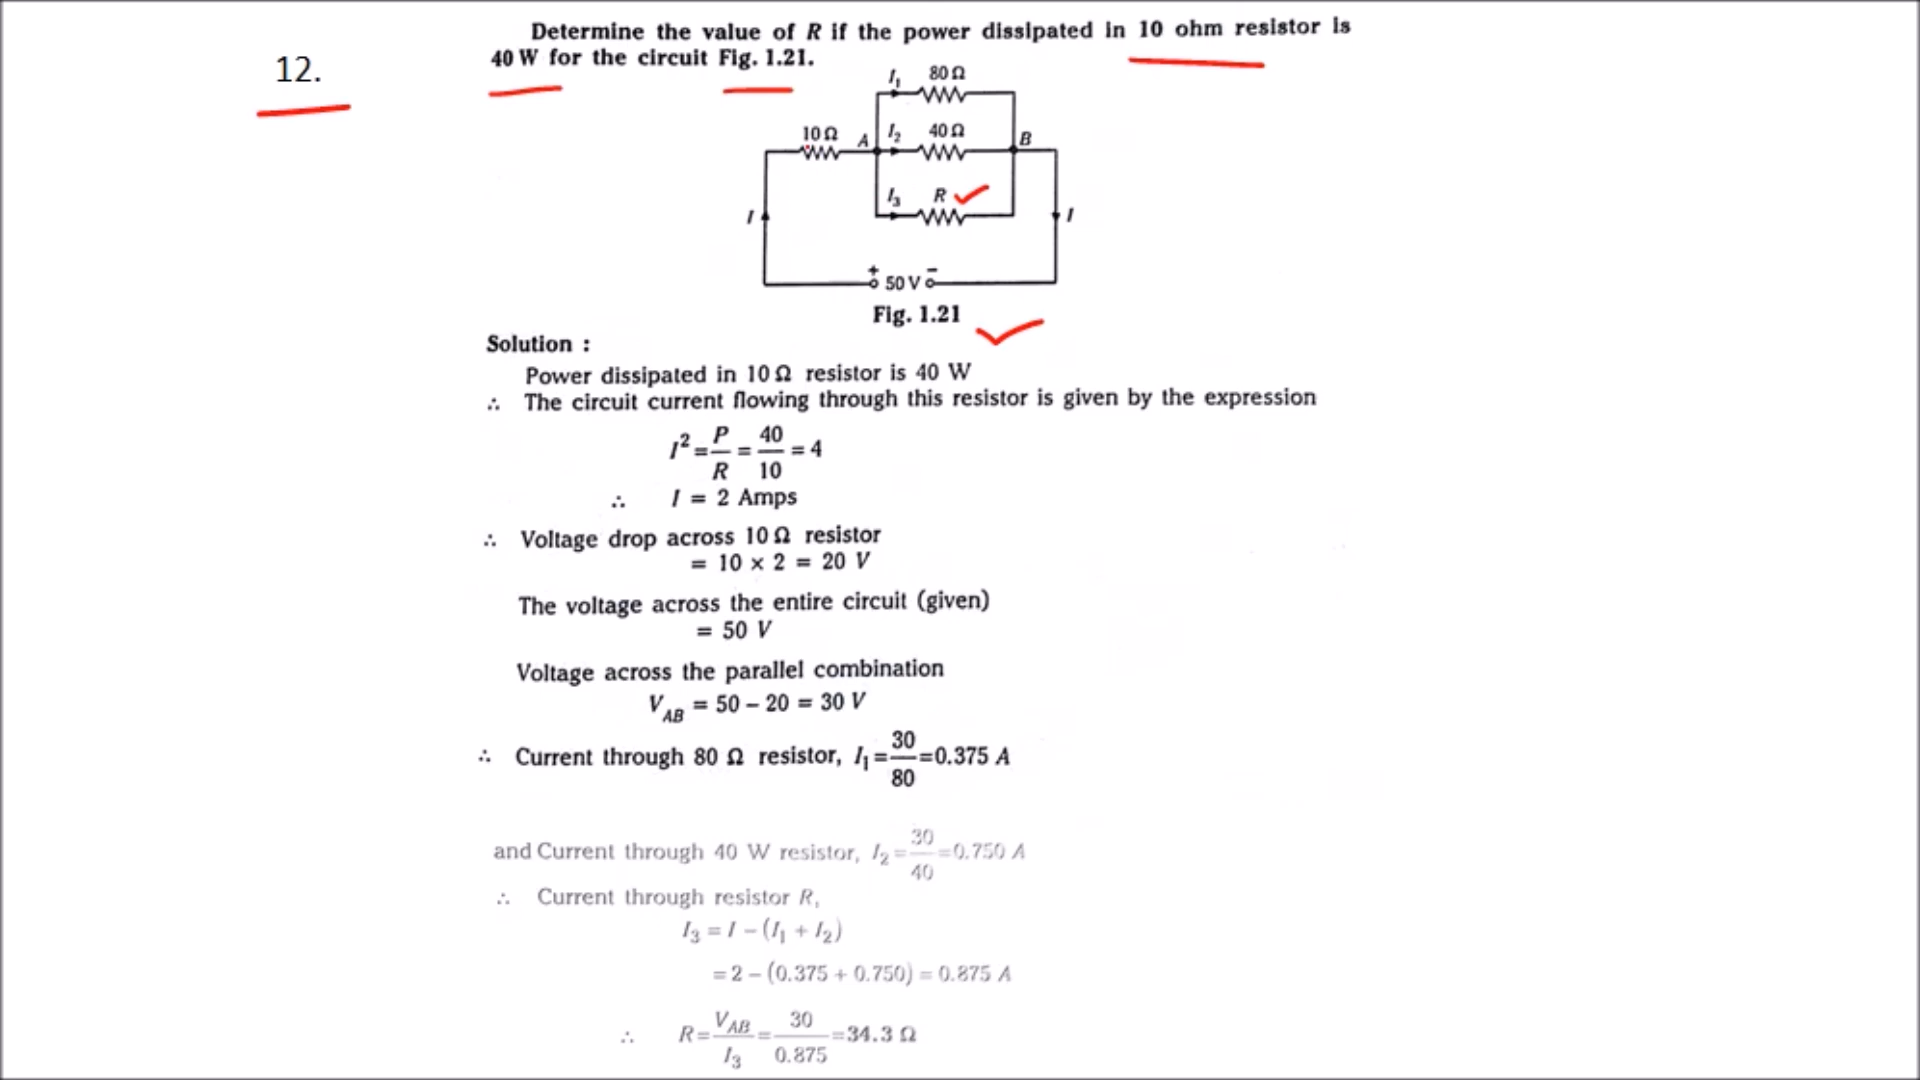 12.
Determine the value of R if the power dissipated in 10 ohm resistor is
40 W for the circuit Fig. 1.21.
I₁ 80 Ω
10 Ω A I₂ 40 Ω B
I₃ R
I I
+ 50 V −
Fig. 1.21
Solution :
Power dissipated in 10 Ω resistor is 40 W
∴ The circuit current flowing through this resistor is given by the expression
I² = P/R = 40/10 = 4
∴ I = 2 Amps
∴ Voltage drop across 10 Ω resistor
= 10 × 2 = 20 V
The voltage across the entire circuit (given)
= 50 V
Voltage across the parallel combination
V_AB = 50 – 20 = 30 V
∴ Current through 80 Ω resistor, I₁ = 30/80 = 0.375 A
and Current through 40 W resistor, I₂ = 30/40 = 0.750 A
∴ Current through resistor R,
I₃ = I – (I₁ + I₂)
= 2 – (0.375 + 0.750) = 0.875 A
∴ R = V_AB/I₃ = 30/0.875 = 34.3 Ω